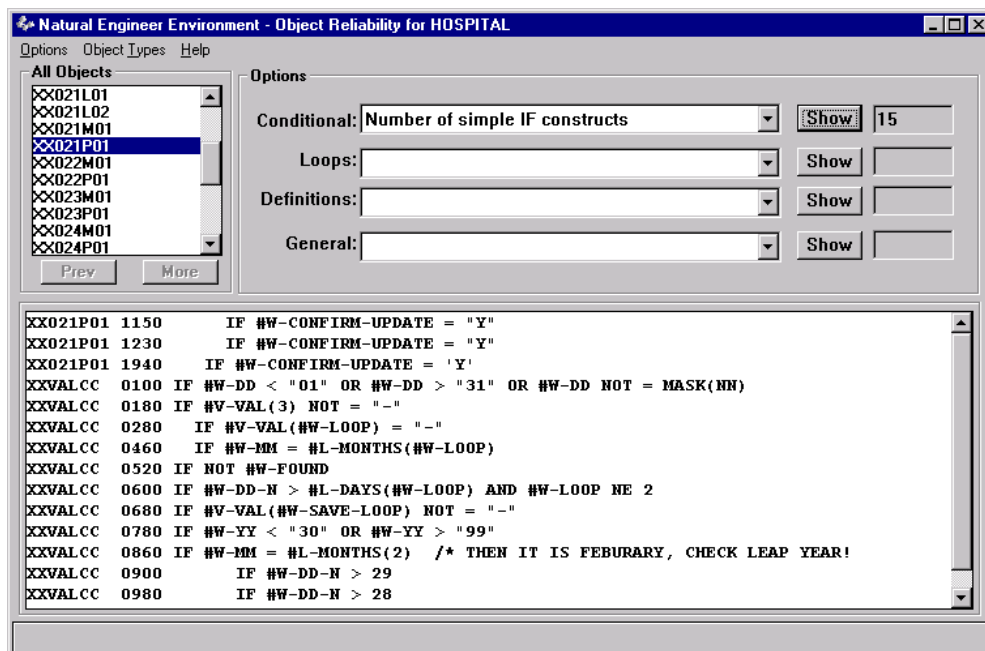 Natural Engineer Environment - Object Reliability for HOSPITAL
Options Object Types Help
All Objects
XX021L01
XX021L02
XX021M01
XX021P01
XX022M01
XX022P01
XX023M01
XX023P01
XX024M01
XX024P01
Prev More
Options
Conditional: Number of simple IF constructs Show 15
Loops: Show
Definitions: Show
General: Show
XX021P01 1150 IF #W-CONFIRM-UPDATE = "Y"
XX021P01 1230 IF #W-CONFIRM-UPDATE = "Y"
XX021P01 1940 IF #W-CONFIRM-UPDATE = 'Y'
XXVALCC 0100 IF #W-DD < "01" OR #W-DD > "31" OR #W-DD NOT = MASK(NN)
XXVALCC 0180 IF #V-VAL(3) NOT = "-"
XXVALCC 0280 IF #V-VAL(#W-LOOP) = "-"
XXVALCC 0460 IF #W-MM = #L-MONTHS(#W-LOOP)
XXVALCC 0520 IF NOT #W-FOUND
XXVALCC 0600 IF #W-DD-N > #L-DAYS(#W-LOOP) AND #W-LOOP NE 2
XXVALCC 0680 IF #V-VAL(#W-SAVE-LOOP) NOT = "-"
XXVALCC 0780 IF #W-YY < "30" OR #W-YY > "99"
XXVALCC 0860 IF #W-MM = #L-MONTHS(2) /* THEN IT IS FEBURARY, CHECK LEAP YEAR!
XXVALCC 0900 IF #W-DD-N > 29
XXVALCC 0980 IF #W-DD-N > 28